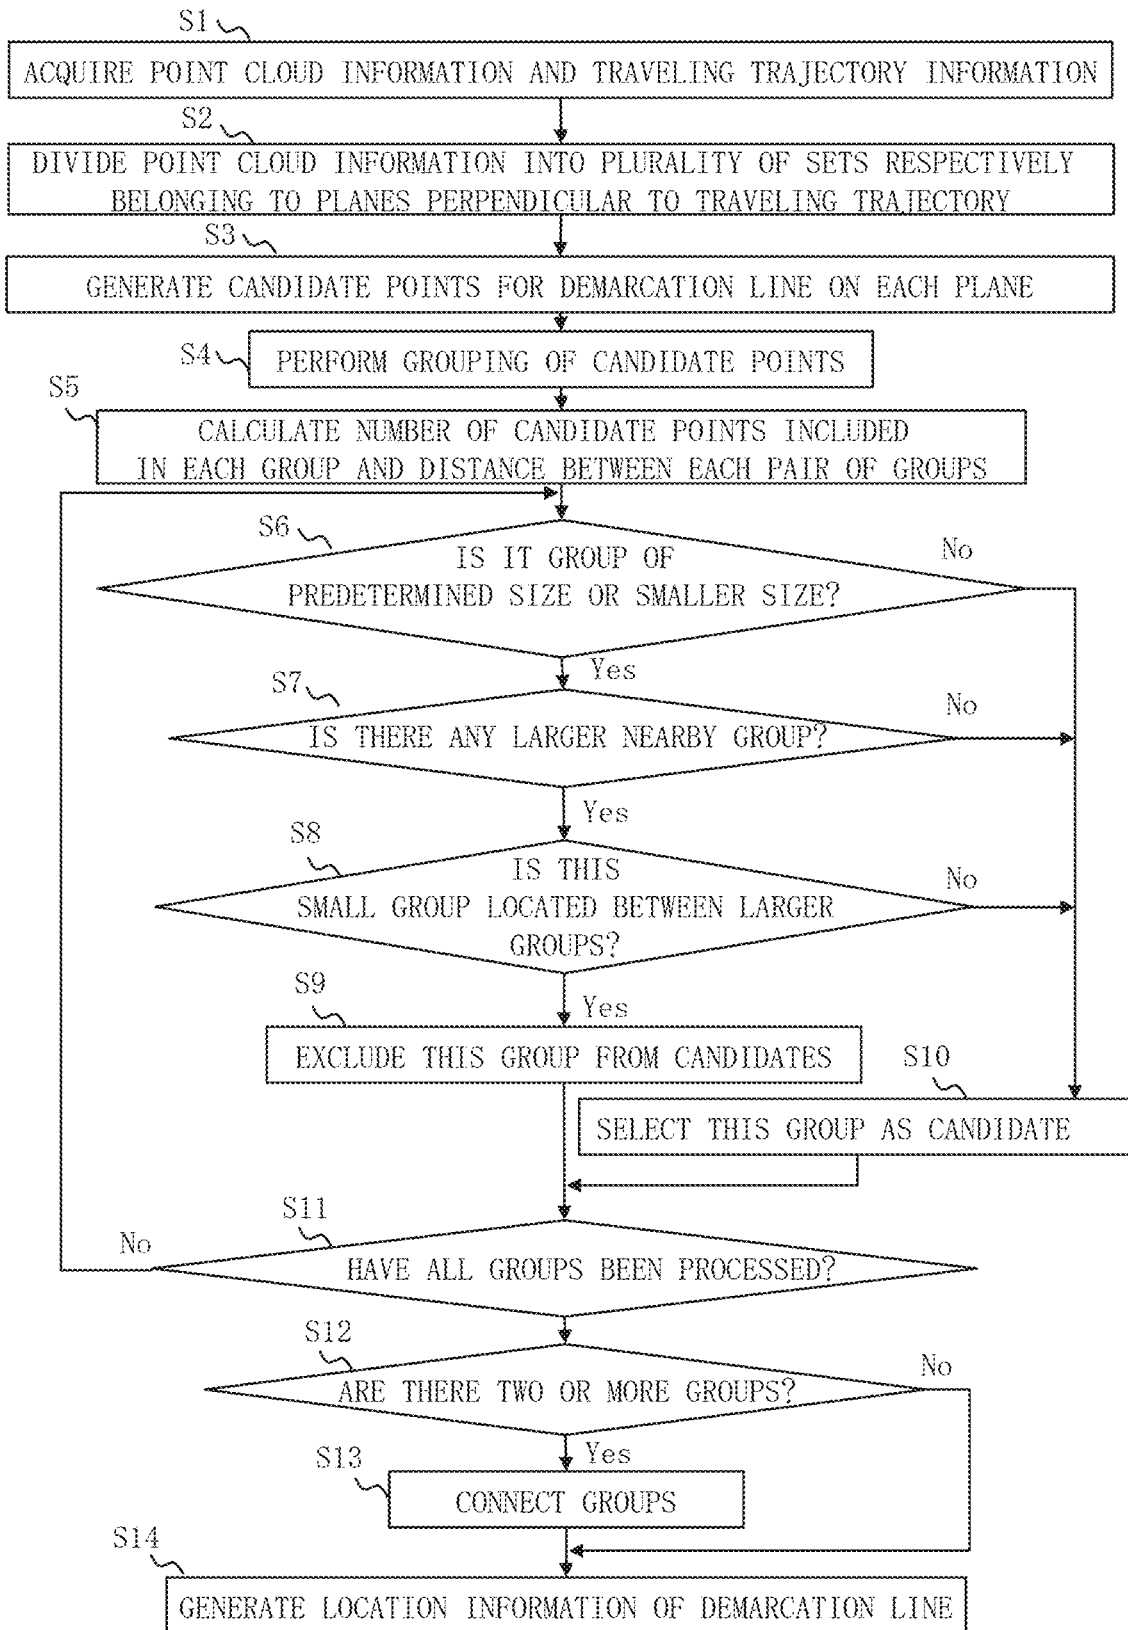 S1
ACQUIRE POINT CLOUD INFORMATION AND TRAVELING TRAJECTORY INFORMATION
S2
DIVIDE POINT CLOUD INFORMATION INTO PLURALITY OF SETS RESPECTIVELY
BELONGING TO PLANES PERPENDICULAR TO TRAVELING TRAJECTORY
S3
GENERATE CANDIDATE POINTS FOR DEMARCATION LINE ON EACH PLANE
S4
PERFORM GROUPING OF CANDIDATE POINTS
S5
CALCULATE NUMBER OF CANDIDATE POINTS INCLUDED
IN EACH GROUP AND DISTANCE BETWEEN EACH PAIR OF GROUPS
S6
IS IT GROUP OF
PREDETERMINED SIZE OR SMALLER SIZE?
No
Yes
S7
IS THERE ANY LARGER NEARBY GROUP?
No
Yes
S8
IS THIS
SMALL GROUP LOCATED BETWEEN LARGER
GROUPS?
No
Yes
S9
EXCLUDE THIS GROUP FROM CANDIDATES
S10
SELECT THIS GROUP AS CANDIDATE
S11
No
HAVE ALL GROUPS BEEN PROCESSED?
S12
ARE THERE TWO OR MORE GROUPS?
No
Yes
S13
CONNECT GROUPS
S14
GENERATE LOCATION INFORMATION OF DEMARCATION LINE